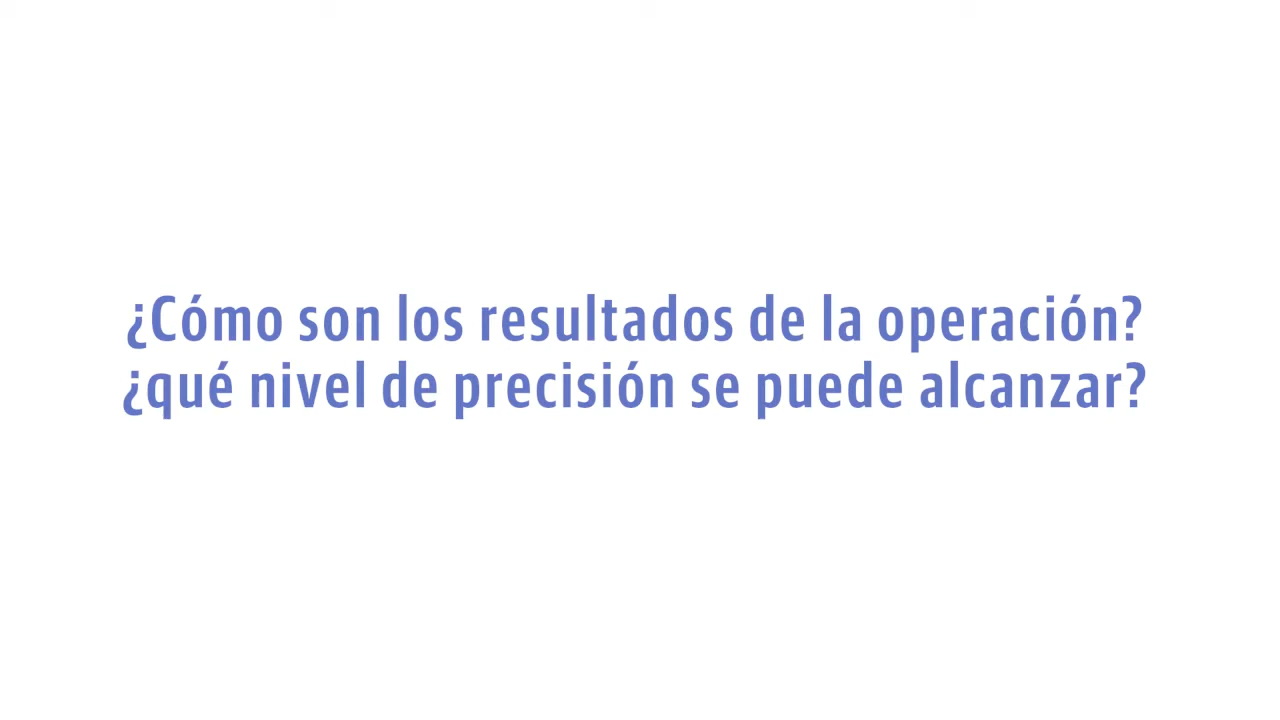 ¿Cómo son los resultados de la operación?
¿qué nivel de precisión se puede alcanzar?